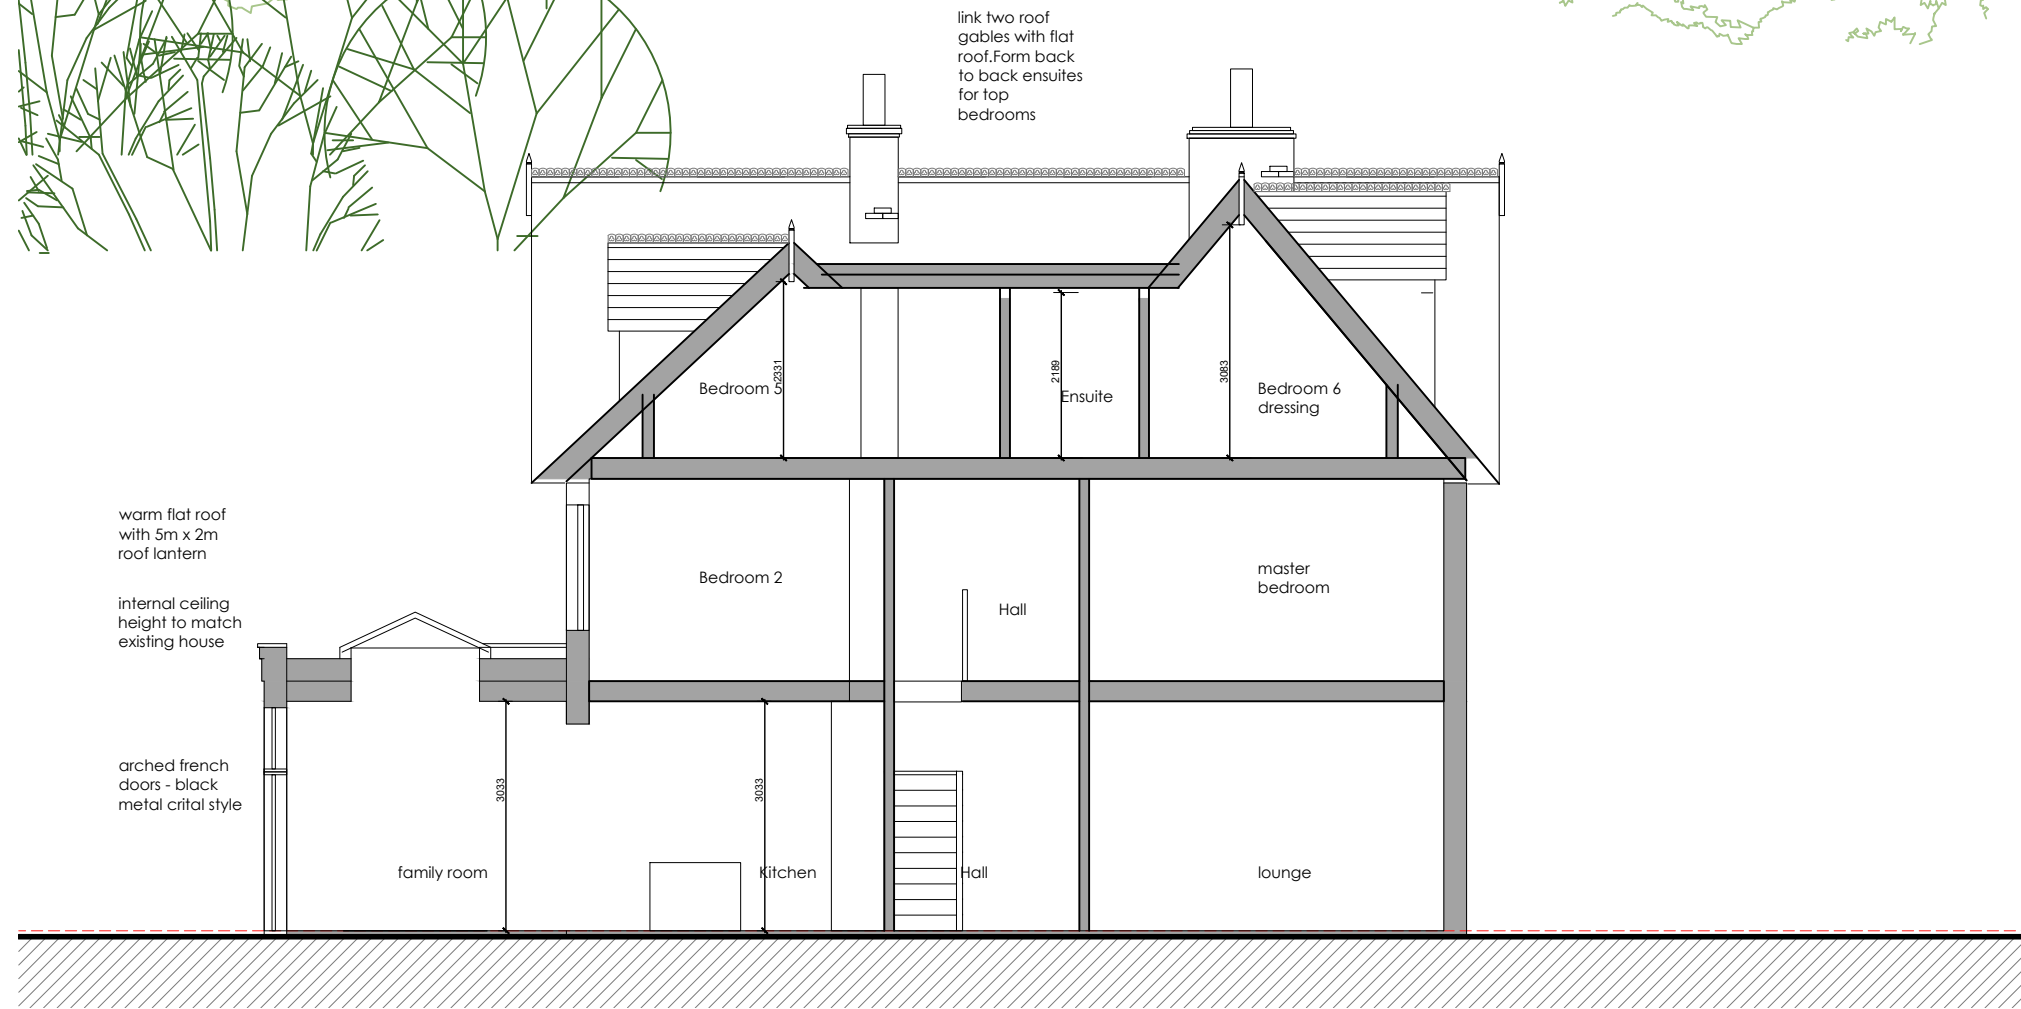 link two roof
gables with flat
roof.Form back
to back ensuites
for top
bedrooms
2331
2189
3083
Bedroom 5
Ensuite
Bedroom 6
dressing
warm flat roof
with 5m x 2m
roof lantern
internal ceiling
height to match
existing house
Bedroom 2
Hall
master
bedroom
arched french
doors - black
metal crital style
3033
3033
family room
Kitchen
Hall
lounge